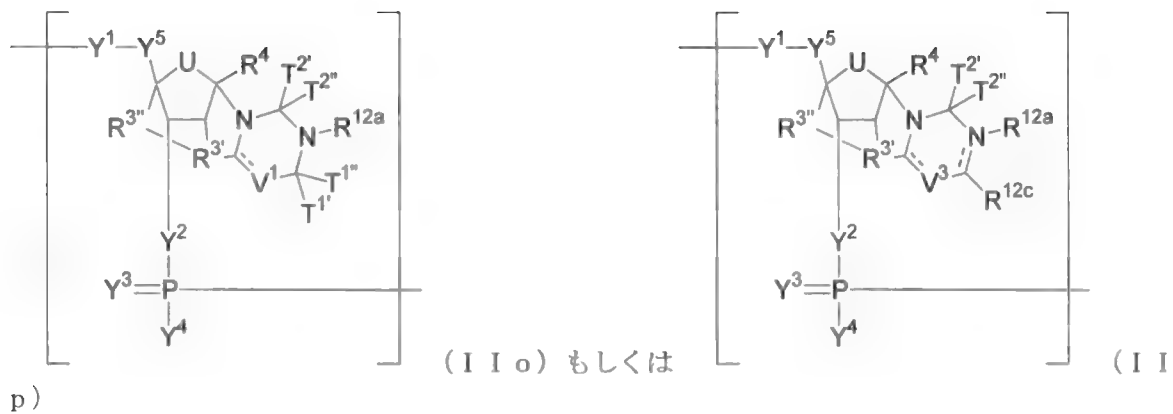 Y¹ Y⁵ U R⁴ T²' T²'' Y¹ Y⁵ U R⁴ T²' T²''
R³'' N N R¹²ᵃ R³'' N N R¹²ᵃ
R³' V¹ T¹'' T¹' R³' V³ R¹²ᶜ
Y² Y²
Y³=P Y³=P
Y⁴ Y⁴
(IIo)もしくは (II
p)